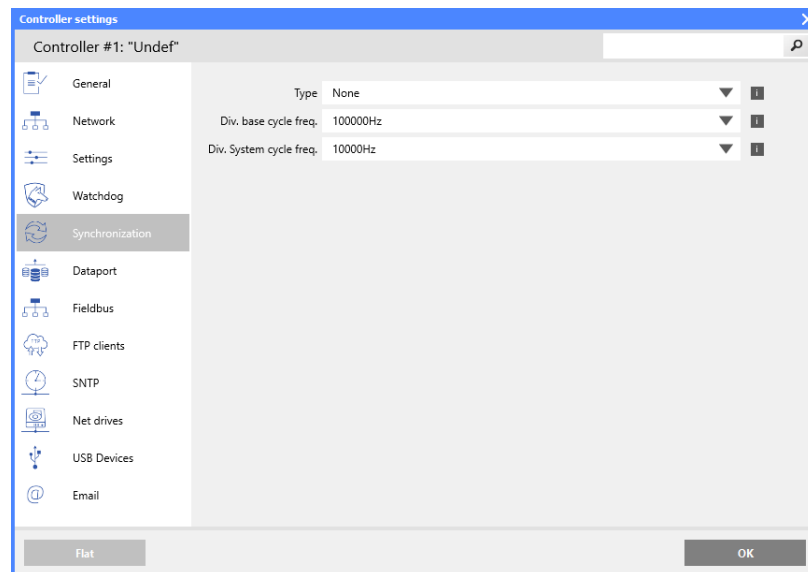 Controller settings
Controller #1: "Undef"
General
Network
Settings
Watchdog
Synchronization
Dataport
Fieldbus
FTP clients
SNTP
Net drives
USB Devices
Email
Type None
Div. base cycle freq. 100000Hz
Div. System cycle freq. 10000Hz
Flat
OK